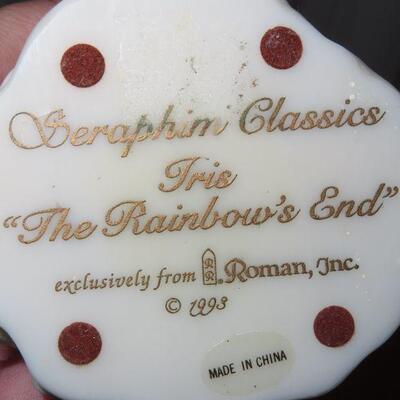 Seraphim Classics
Iris
"The Rainbow's End"
exclusively from R.R. Roman, Inc.
© 1993
MADE IN CHINA